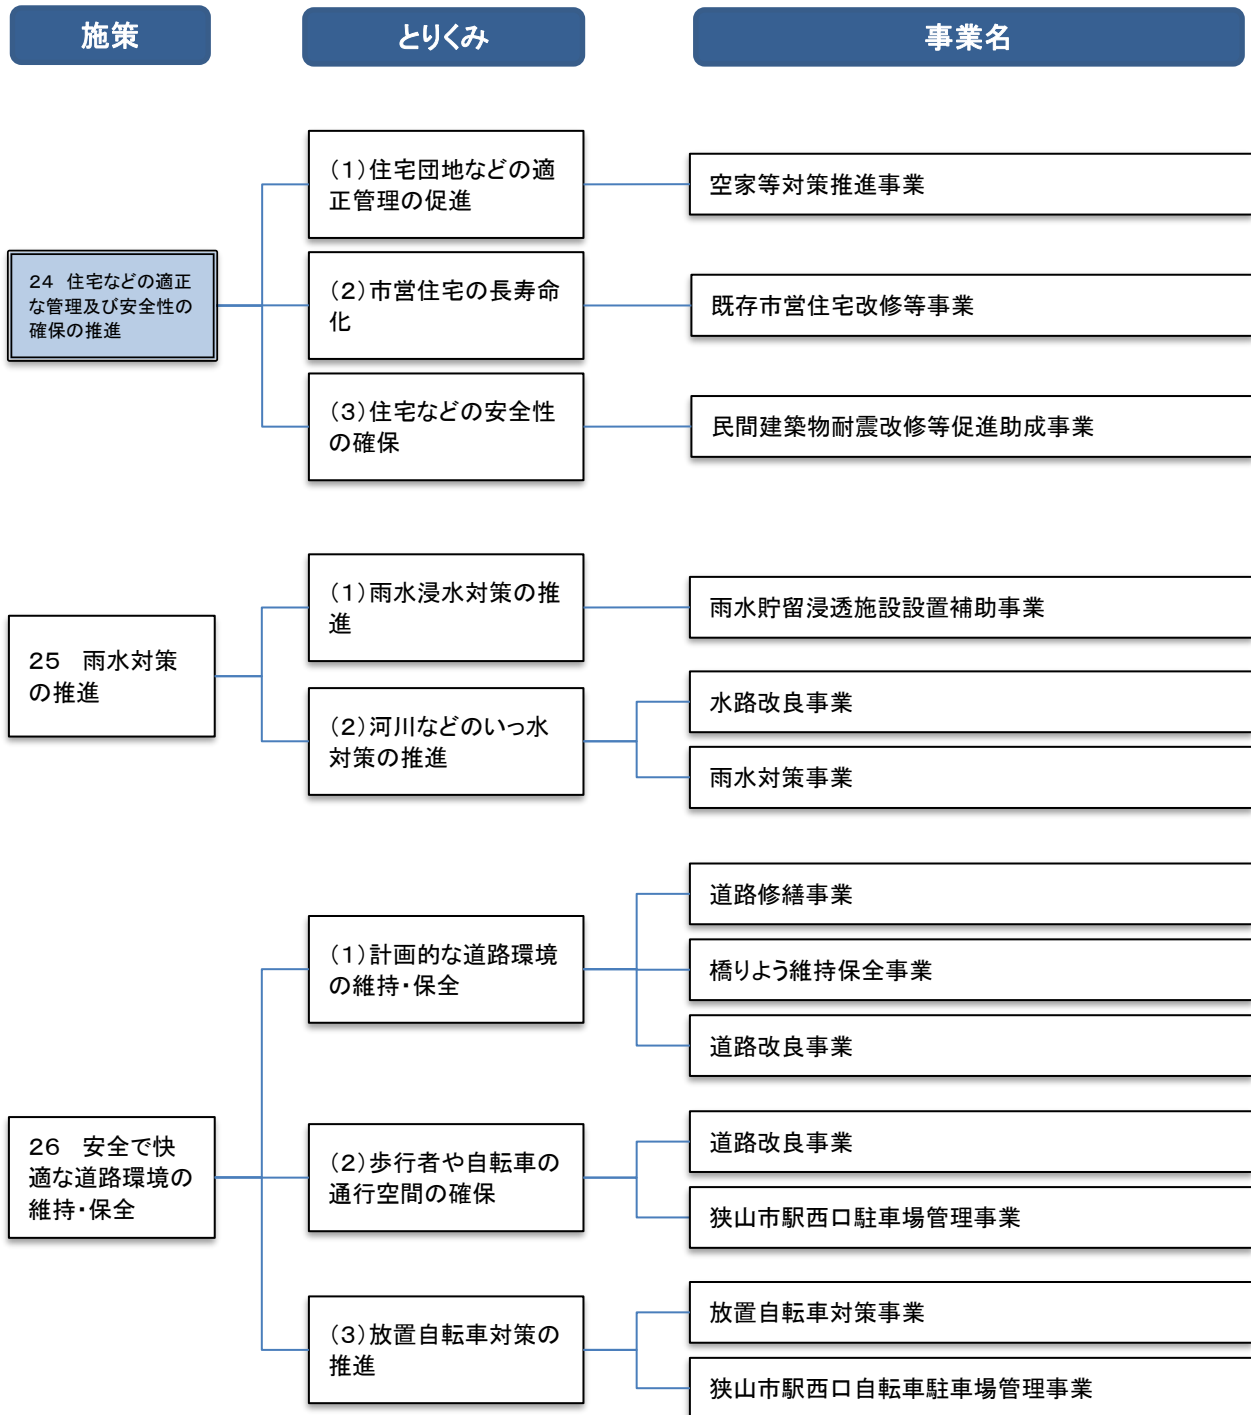 施策
とりくみ
事業名
24 住宅などの適正
な管理及び安全性の
確保の推進
(1)住宅団地などの適
正管理の促進
空家等対策推進事業
(2)市営住宅の長寿命
化
既存市営住宅改修等事業
(3)住宅などの安全性
の確保
民間建築物耐震改修等促進助成事業
25 雨水対策
の推進
(1)雨水浸水対策の推
進
雨水貯留浸透施設設置補助事業
(2)河川などのいっ水
対策の推進
水路改良事業
雨水対策事業
26 安全で快
適な道路環境の
維持・保全
(1)計画的な道路環境
の維持・保全
道路修繕事業
橋りよう維持保全事業
道路改良事業
(2)歩行者や自転車の
通行空間の確保
道路改良事業
狭山市駅西口駐車場管理事業
(3)放置自転車対策の
推進
放置自転車対策事業
狭山市駅西口自転車駐車場管理事業